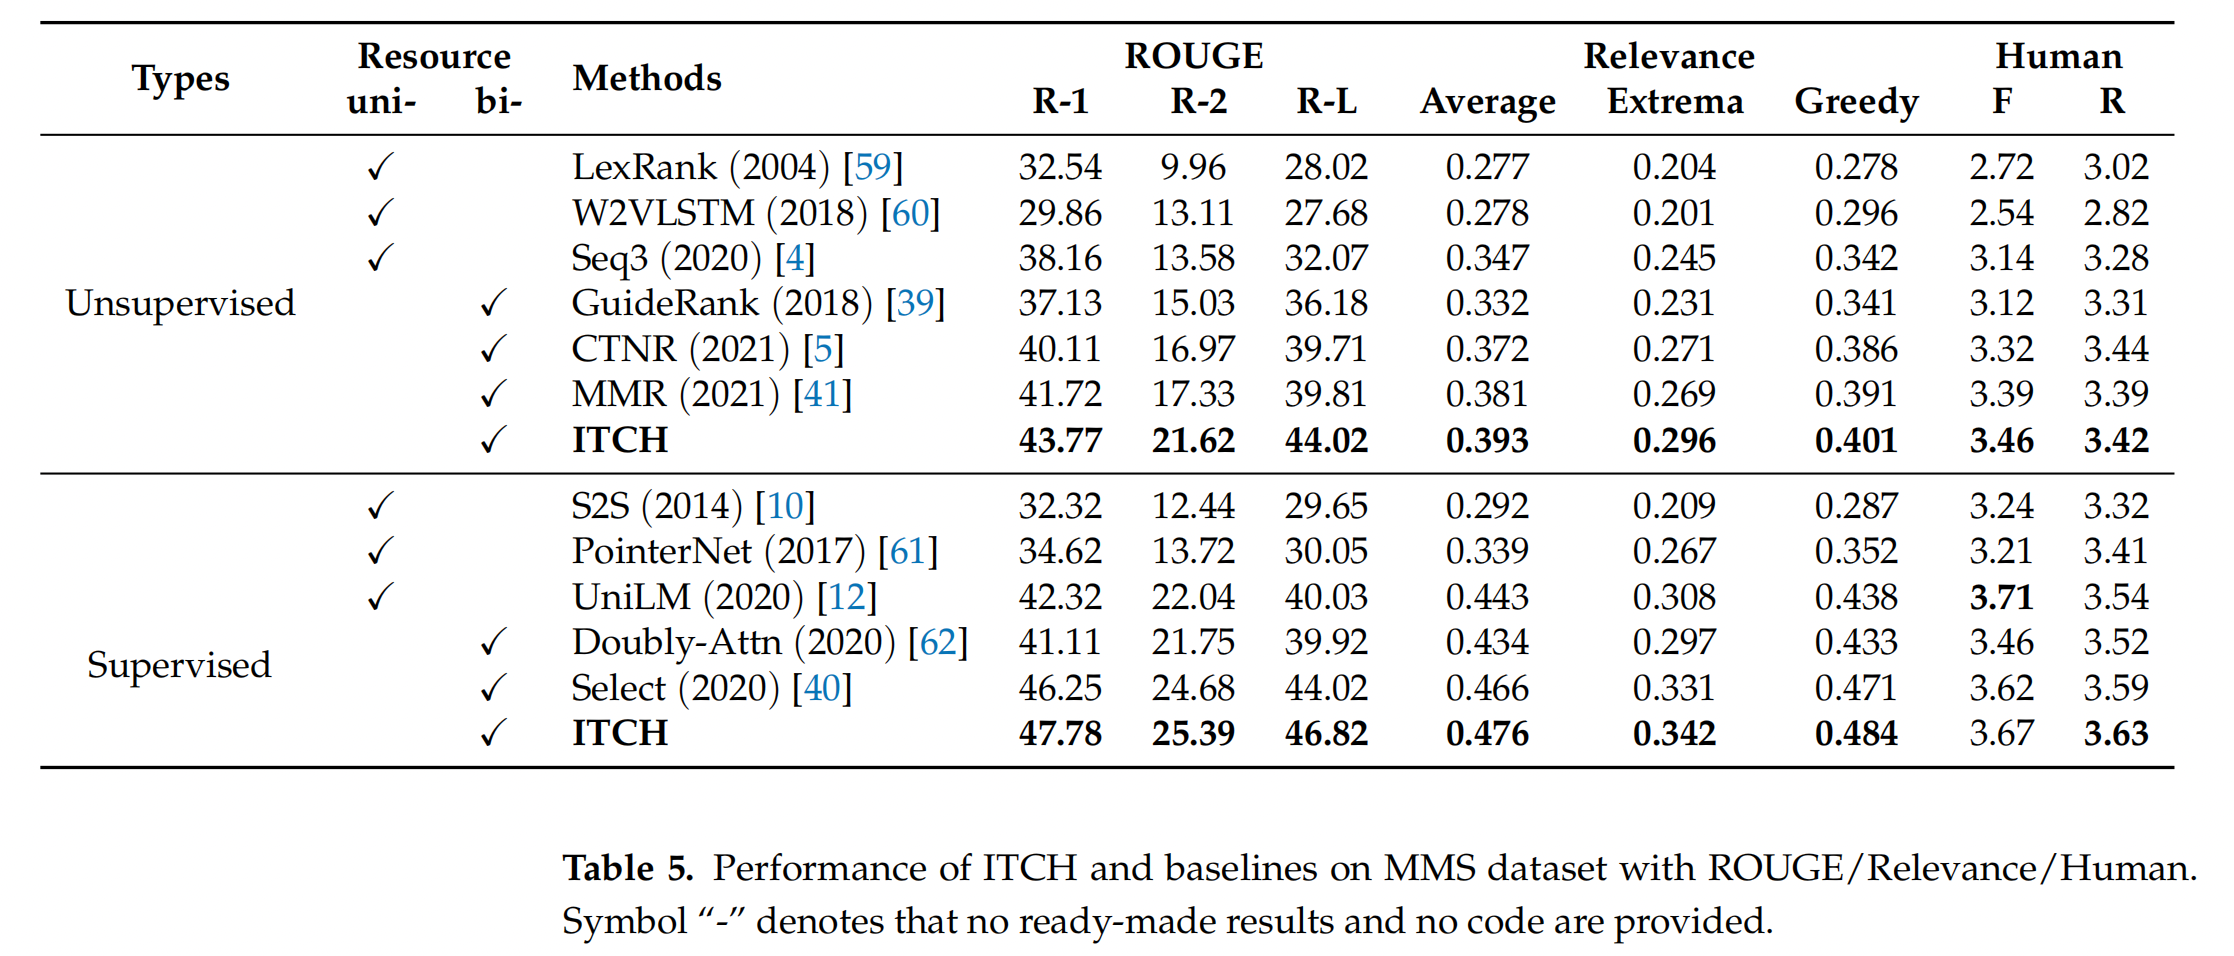 Types Resource Methods ROUGE Relevance Human
uni- bi- R-1 R-2 R-L Average Extrema Greedy F R
✓ LexRank (2004) [59] 32.54 9.96 28.02 0.277 0.204 0.278 2.72 3.02
✓ W2VLSTM (2018) [60] 29.86 13.11 27.68 0.278 0.201 0.296 2.54 2.82
✓ Seq3 (2020) [4] 38.16 13.58 32.07 0.347 0.245 0.342 3.14 3.28
Unsupervised ✓ GuideRank (2018) [39] 37.13 15.03 36.18 0.332 0.231 0.341 3.12 3.31
✓ CTNR (2021) [5] 40.11 16.97 39.71 0.372 0.271 0.386 3.32 3.44
✓ MMR (2021) [41] 41.72 17.33 39.81 0.381 0.269 0.391 3.39 3.39
✓ ITCH 43.77 21.62 44.02 0.393 0.296 0.401 3.46 3.42
✓ S2S (2014) [10] 32.32 12.44 29.65 0.292 0.209 0.287 3.24 3.32
✓ PointerNet (2017) [61] 34.62 13.72 30.05 0.339 0.267 0.352 3.21 3.41
✓ UniLM (2020) [12] 42.32 22.04 40.03 0.443 0.308 0.438 3.71 3.54
✓ Doubly-Attn (2020) [62] 41.11 21.75 39.92 0.434 0.297 0.433 3.46 3.52
Supervised ✓ Select (2020) [40] 46.25 24.68 44.02 0.466 0.331 0.471 3.62 3.59
✓ ITCH 47.78 25.39 46.82 0.476 0.342 0.484 3.67 3.63
Table 5. Performance of ITCH and baselines on MMS dataset with ROUGE/Relevance/Human.
Symbol “-” denotes that no ready-made results and no code are provided.